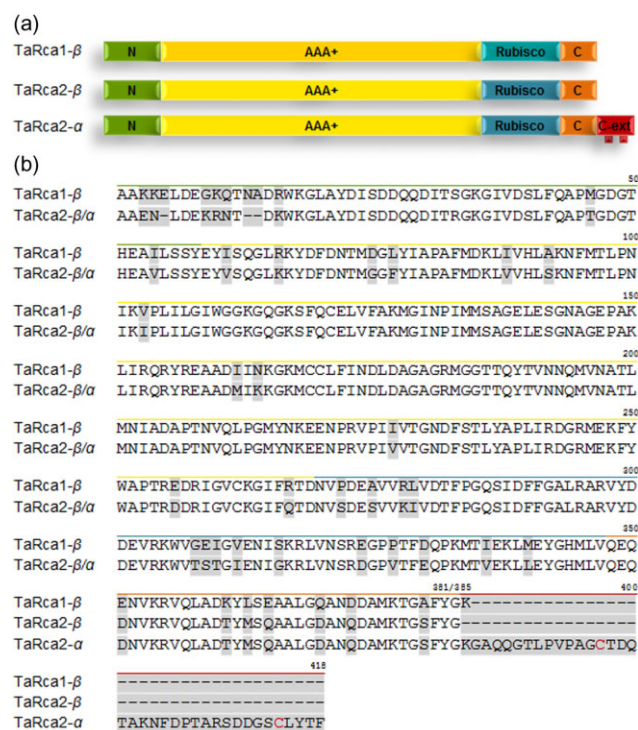 (a)
TaRca1-β N AAA+ Rubisco C
TaRca2-β N AAA+ Rubisco C
TaRca2-α N AAA+ Rubisco C C-ext
(b)
50
TaRca1-β AAKKELDEGKQTNADRWKGLAYDISDDQQDITSGKGIVDSLFQAPMGDGT
TaRca2-β/α AAEN-LDEKRNT--DKWKGLAYDISDDQQDITRGKGIVDSLFQAPTGDGT
100
TaRca1-β HEAILSSYEYISQGLRKYDFDNTMDGLYIAPAFMDKLIVHLAKNFMTLPN
TaRca2-β/α HEAVLSSYEYVSQGLKKYDFDNTMGGFYIAPAFMDKLVVHLSKNFMTLPN
150
TaRca1-β IKVPLILGIWGGKGQGKSFQCELVFAKMGINPIMMSAGELESGNAGEPAK
TaRca2-β/α IKIPLILGIWGGKGQGKSFQCELVFAKMGINPIMMSAGELESGNAGEPAK
200
TaRca1-β LIRQRYREAADIINKGKMCCLFINDLDAGAGRMGGTTQYTVNNQMVNATL
TaRca2-β/α LIRQRYREAADMIKKGKMCCLFINDLDAGAGRMGGTTQYTVNNQMVNATL
250
TaRca1-β MNIADAPTNVQLPGMYNKEENPRVPIIVTGNDFSTLYAPLIRDGRMEKFY
TaRca2-β/α MNIADAPTNVQLPGMYNKEENPRVPIVVTGNDFSTLYAPLIRDGRMEKFY
300
TaRca1-β WAPTREDRIGVCKGIFRTDNVPDEAVVRLVDTFPGQSIDFFGALRARVYD
TaRca2-β/α WAPTRDDRIGVCKGIFQTDNVSDESVVKIVDTFPGQSIDFFGALRARVYD
350
TaRca1-β DEVRKWVGEIGVENISKRLVNSREGPPTFDQPKMTIEKLMEYGHMLVQEQ
TaRca2-β/α DEVRKWVTSTGIENIGKRLVNSRDGPVTFEQPKMTVEKLLEYGHMLVQEQ
381/385 400
TaRca1-β ENVKRVQLADKYLSEAALGQANDDAMKTGAFYGK----------------
TaRca2-β DNVKRVQLADTYMSQAALGDANQDAMKTGSFYG-----------------
TaRca2-α DNVKRVQLADTYMSQAALGDANQDAMKTGSFYGKGAQQGTLPVPAGCTDQ
418
TaRca1-β --------------------
TaRca2-β --------------------
TaRca2-α TAKNFDPTARSDDGSCLYTF